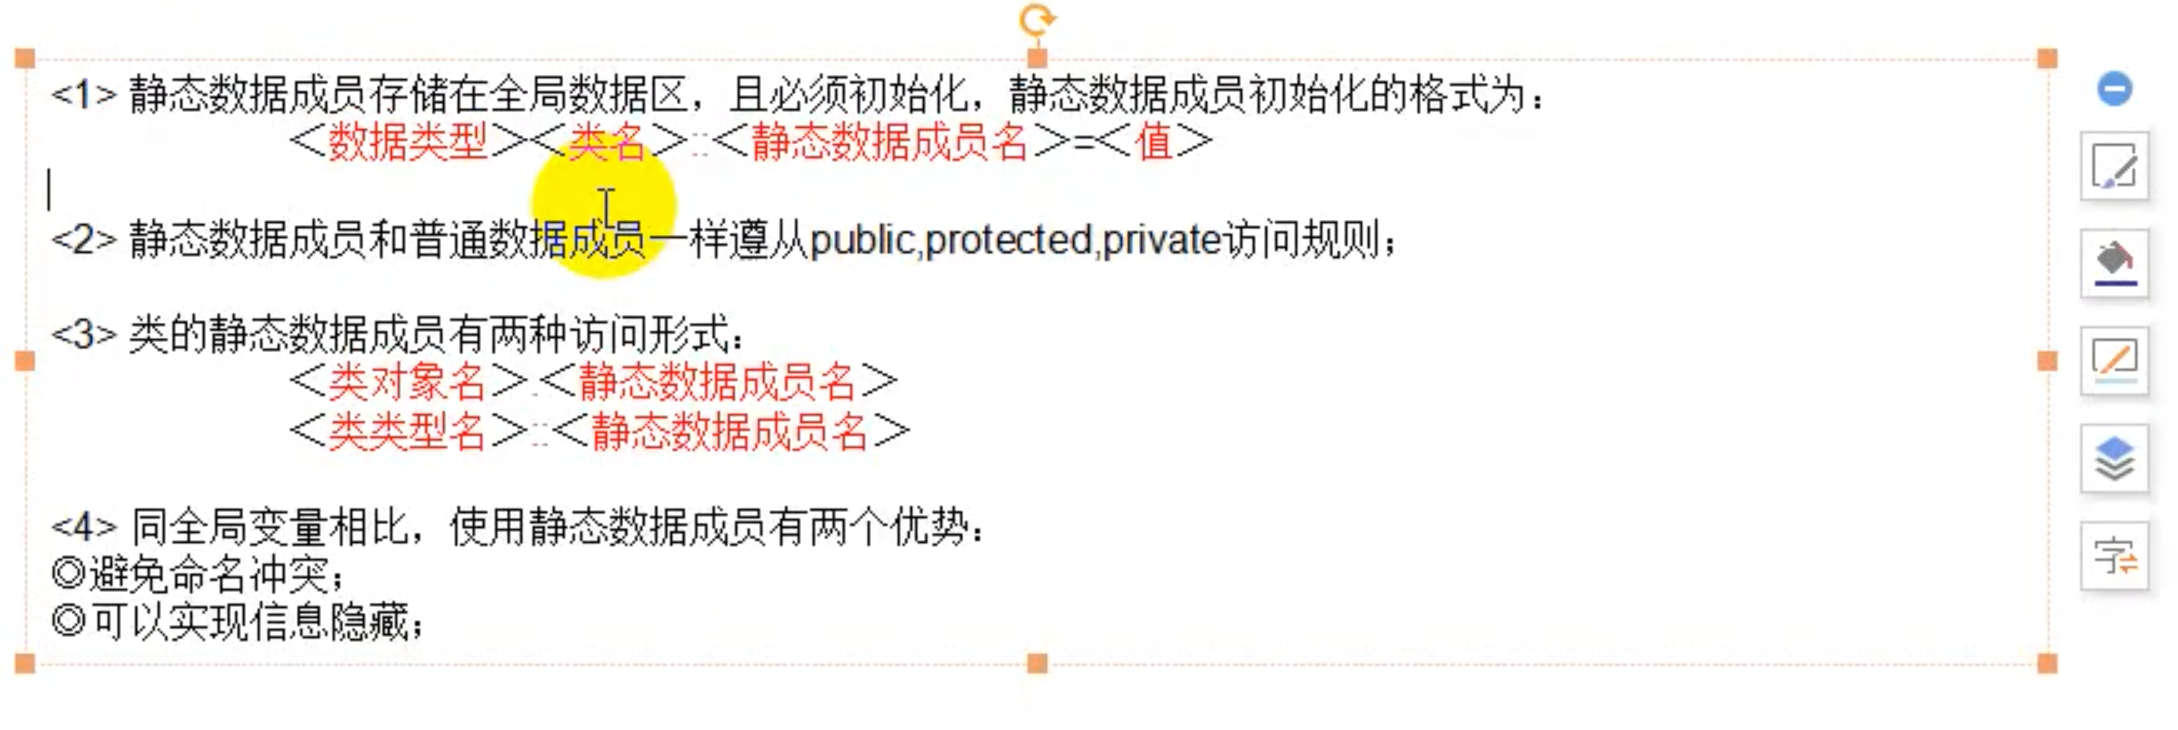 <1> 静态数据成员存储在全局数据区，且必须初始化，静态数据成员初始化的格式为：
＜数据类型＞＜类名＞::＜静态数据成员名＞=＜值＞
<2> 静态数据成员和普通数据成员一样遵从public,protected,private访问规则；
<3> 类的静态数据成员有两种访问形式：
＜类对象名＞.＜静态数据成员名＞
＜类类型名＞::＜静态数据成员名＞
<4> 同全局变量相比，使用静态数据成员有两个优势：
◎避免命名冲突；
◎可以实现信息隐藏；
字